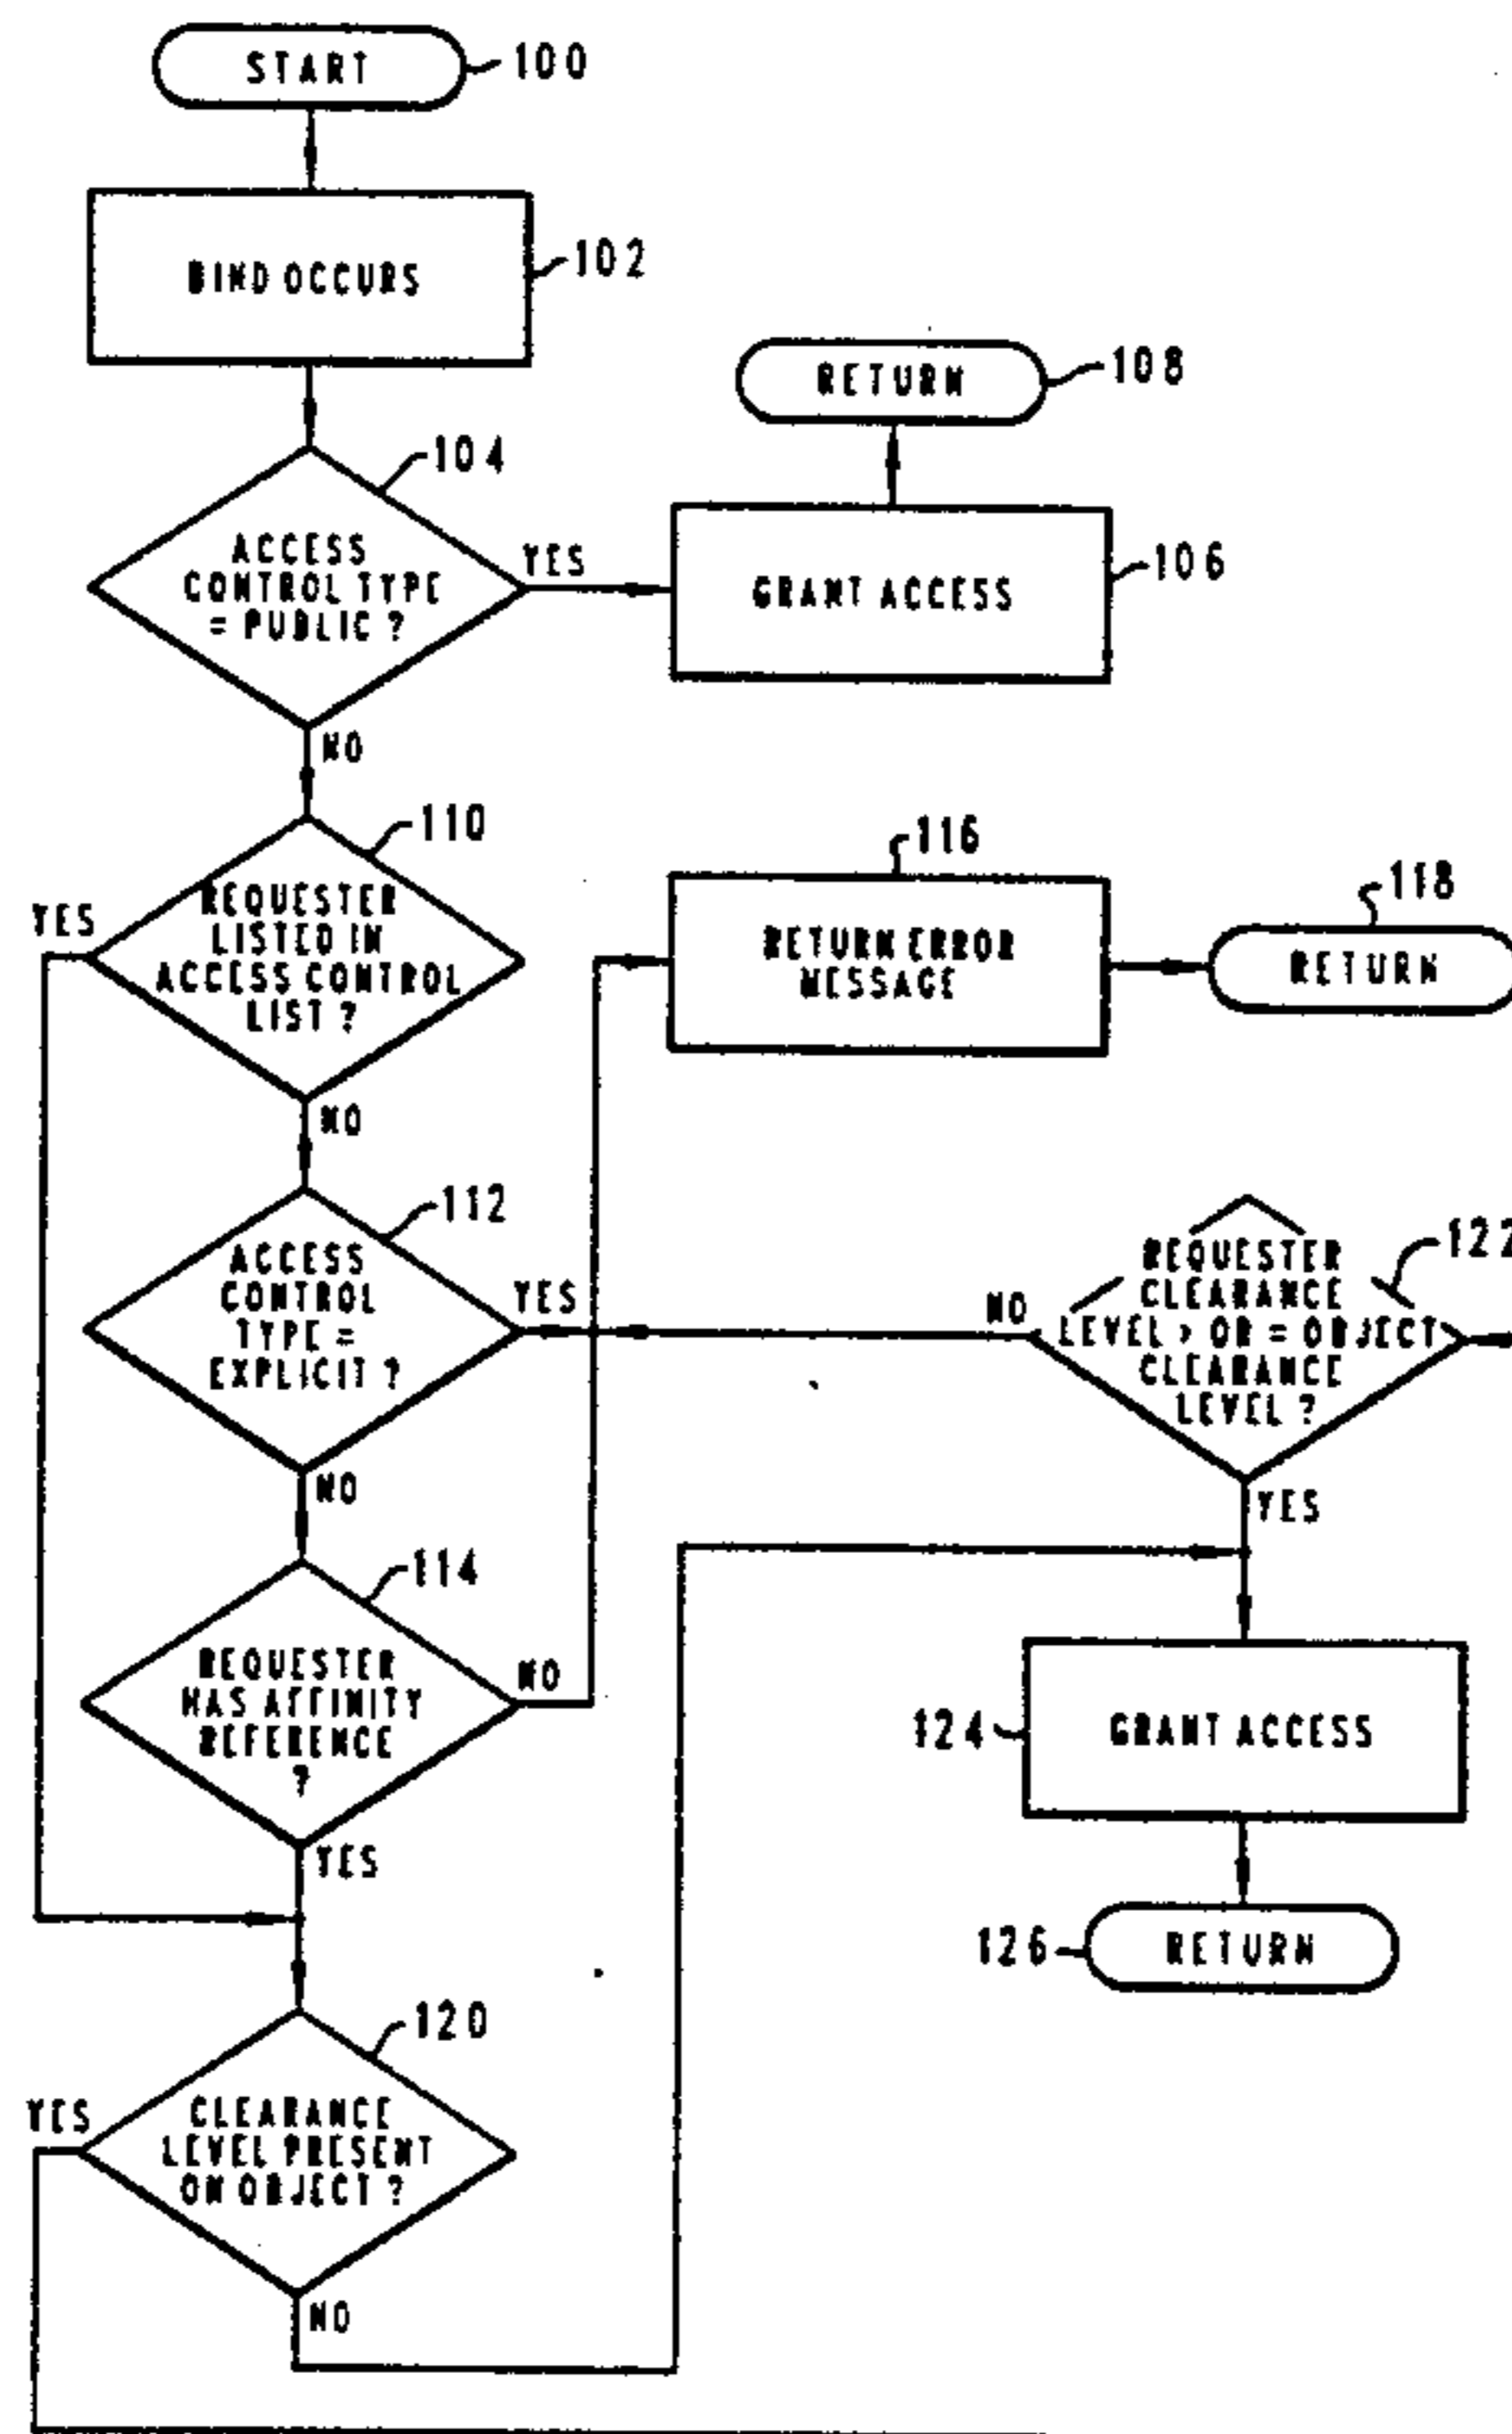 START
100
BIND OCCURS
102
RETURN
108
104
ACCESS
CONTROL TYPE
= PUBLIC ?
YES
GRANT ACCESS
106
NO
110
REQUESTER
LISTED IN
ACCESS CONTROL
LIST ?
YES
116
RETURN ERROR
MESSAGE
118
RETURN
NO
112
ACCESS
CONTROL
TYPE =
EXPLICIT ?
YES
NO
REQUESTER
CLEARANCE
LEVEL > OR = OBJECT
CLEARANCE
LEVEL ?
122
YES
NO
114
REQUESTER
HAS AFFINITY
REFERENCE
?
NO
124
GRANT ACCESS
YES
126
RETURN
120
CLEARANCE
LEVEL PRESENT
ON OBJECT ?
YES
NO